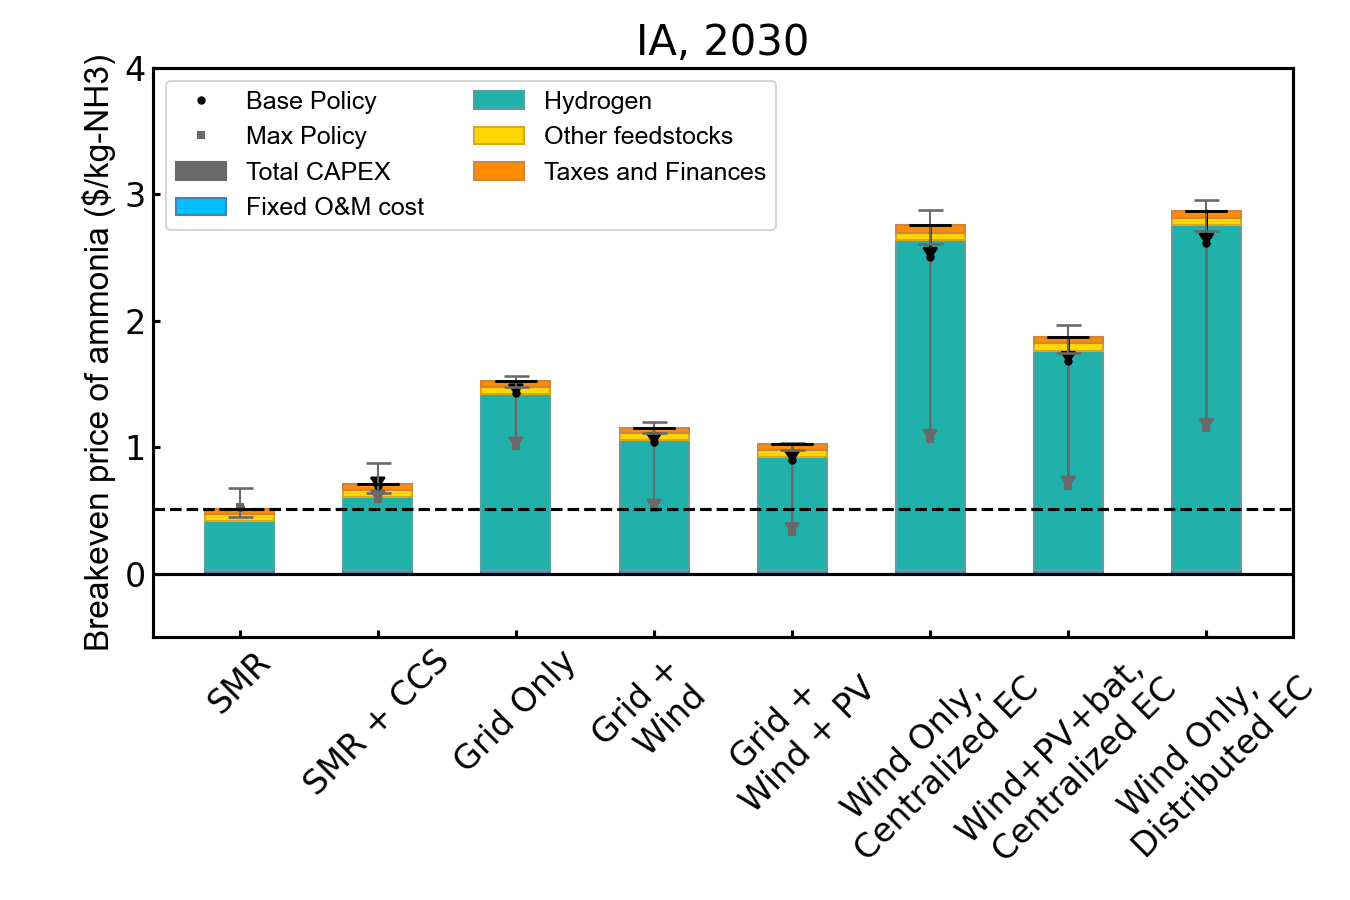 IA, 2030
Breakeven price of ammonia ($/kg-NH3)
4
3
2
1
0
Base Policy
Max Policy
Total CAPEX
Fixed O&M cost
Hydrogen
Other feedstocks
Taxes and Finances
SMR
SMR + CCS
Grid Only
Grid +
Wind
Grid +
Wind + PV
Wind Only,
Centralized EC
Wind+PV+bat,
Centralized EC
Wind Only,
Distributed EC